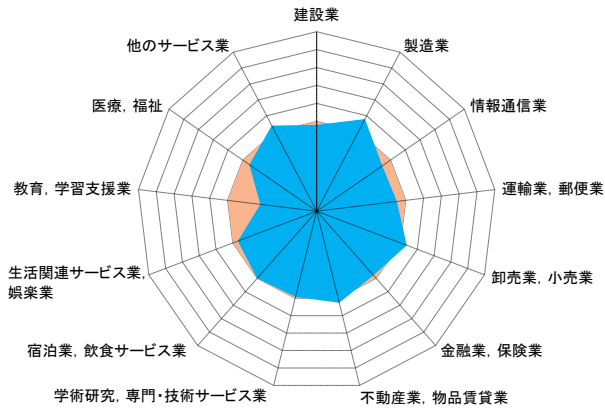 建設業
製造業
情報通信業
運輸業, 郵便業
卸売業, 小売業
金融業, 保険業
不動産業, 物品賃貸業
学術研究, 専門・技術サービス業
宿泊業, 飲食サービス業
生活関連サービス業,
娯楽業
教育, 学習支援業
医療, 福祉
他のサービス業